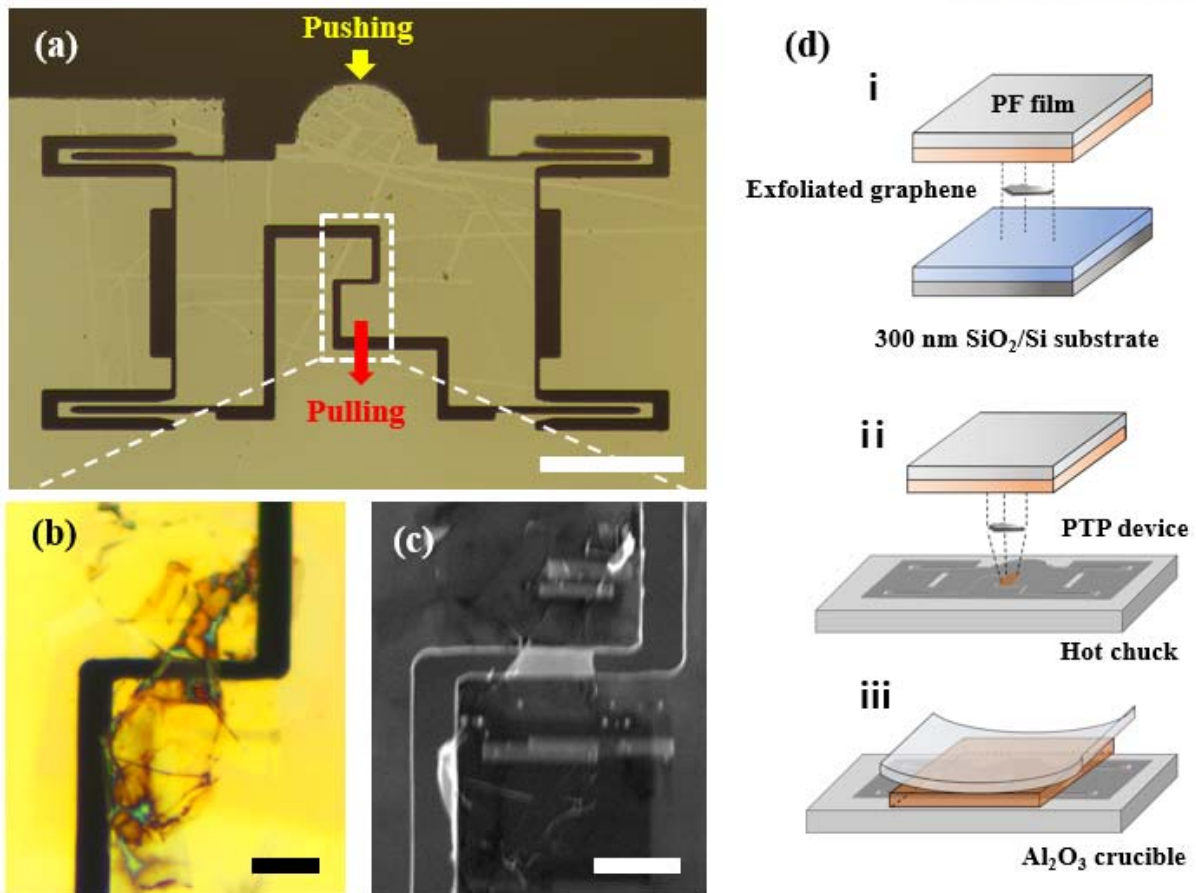 (a)
Pushing
Pulling
(b)
(c)
(d)
i
PF film
Exfoliated graphene
300 nm SiO₂/Si substrate
ii
PTP device
Hot chuck
iii
Al₂O₃ crucible